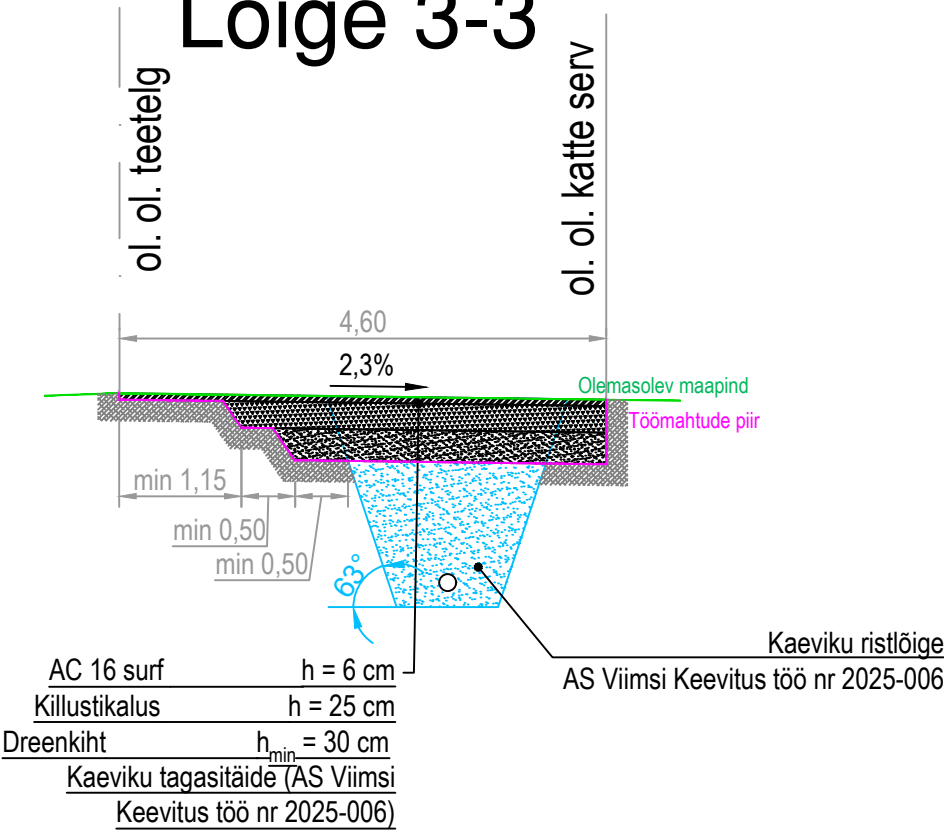 Lõige 3-3
ol. ol. teetelg
ol. ol. katte serv
4,60
2,3%
Olemasolev maapind
Töömahtude piir
min 1,15
min 0,50
min 0,50
63°
Kaeviku ristlõige
AS Viimsi Keevitus töö nr 2025-006
AC 16 surf h = 6 cm
Killustikalus h = 25 cm
Dreenkiht hmin = 30 cm
Kaeviku tagasitäide (AS Viimsi
Keevitus töö nr 2025-006)